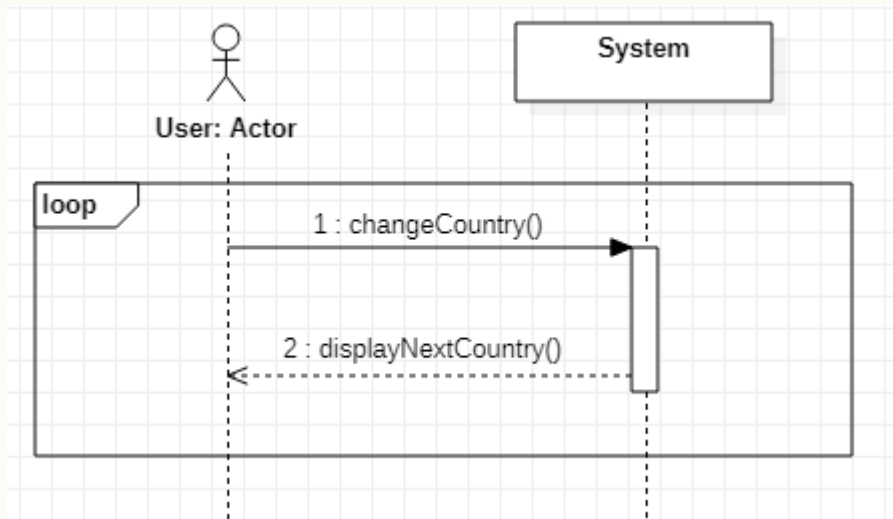 System
User: Actor
loop
1 : changeCountry()
2 : displayNextCountry()